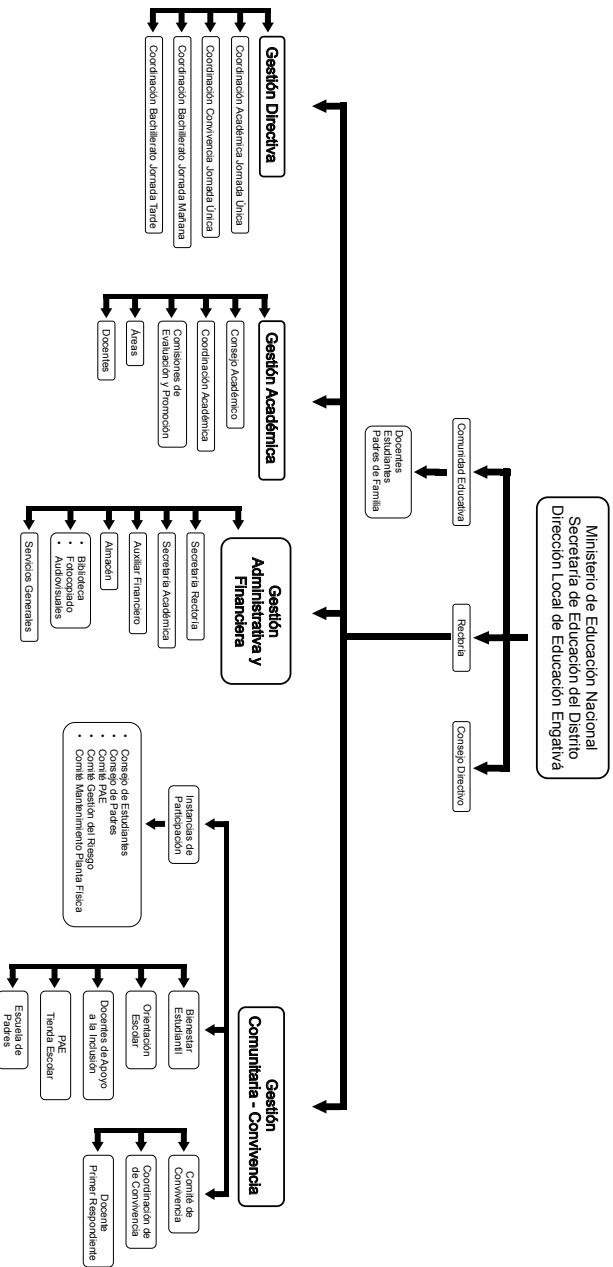 Ministerio de Educación Nacional
Secretaría de Educación del Distrito
Dirección Local de Educación Engativá
Comunidad Educativa
Rectoría
Consejo Directivo
Docentes
Estudiantes
Padres de Familia
Gestión Directiva
Coordinación Académica Jornada Única
Coordinación Convivencia Jornada Única
Coordinación Bachillerato Jornada Mañana
Coordinación Bachillerato Jornada Tarde
Gestión Académica
Consejo Académico
Coordinación Académica
Comisiones de
Evaluación y Promoción
Áreas
Docentes
Gestión
Administrativa y
Financiera
Secretaría Rectoría
Secretaría Académica
Auxiliar Financiero
Almacén
• Biblioteca
• Fotocopiado
• Audiovisuales
Servicios Generales
Gestión
Comunitaria - Convivencia
Instancias de
Participación
• Consejo de Estudiantes
• Consejo de Padres
• Comité PAE
• Comité Gestión del Riesgo
• Comité Mantenimiento Planta Física
Bienestar
Estudiantil
Orientación
Escolar
Docentes de Apoyo
a la Inclusión
PAE
Tienda Escolar
Escuela de
Padres
Comité de
Convivencia
Coordinación de
de Convivencia
Docente
Primer Respondiente